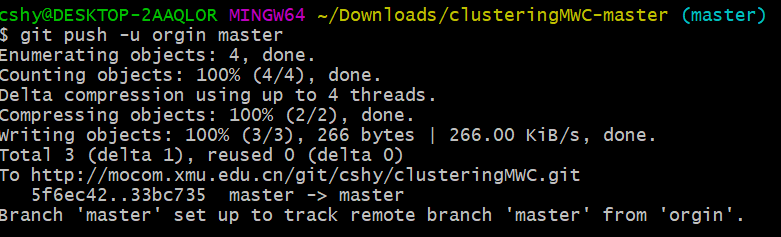 cshy@DESKTOP-2AAQLOR MINGW64 ~/Downloads/clusteringMWC-master (master)
$ git push -u orgin master
Enumerating objects: 4, done.
Counting objects: 100% (4/4), done.
Delta compression using up to 4 threads.
Compressing objects: 100% (2/2), done.
Writing objects: 100% (3/3), 266 bytes | 266.00 KiB/s, done.
Total 3 (delta 1), reused 0 (delta 0)
To http://mocom.xmu.edu.cn/git/cshy/clusteringMWC.git
   5f6ec42..33bc735  master -> master
Branch 'master' set up to track remote branch 'master' from 'orgin'.